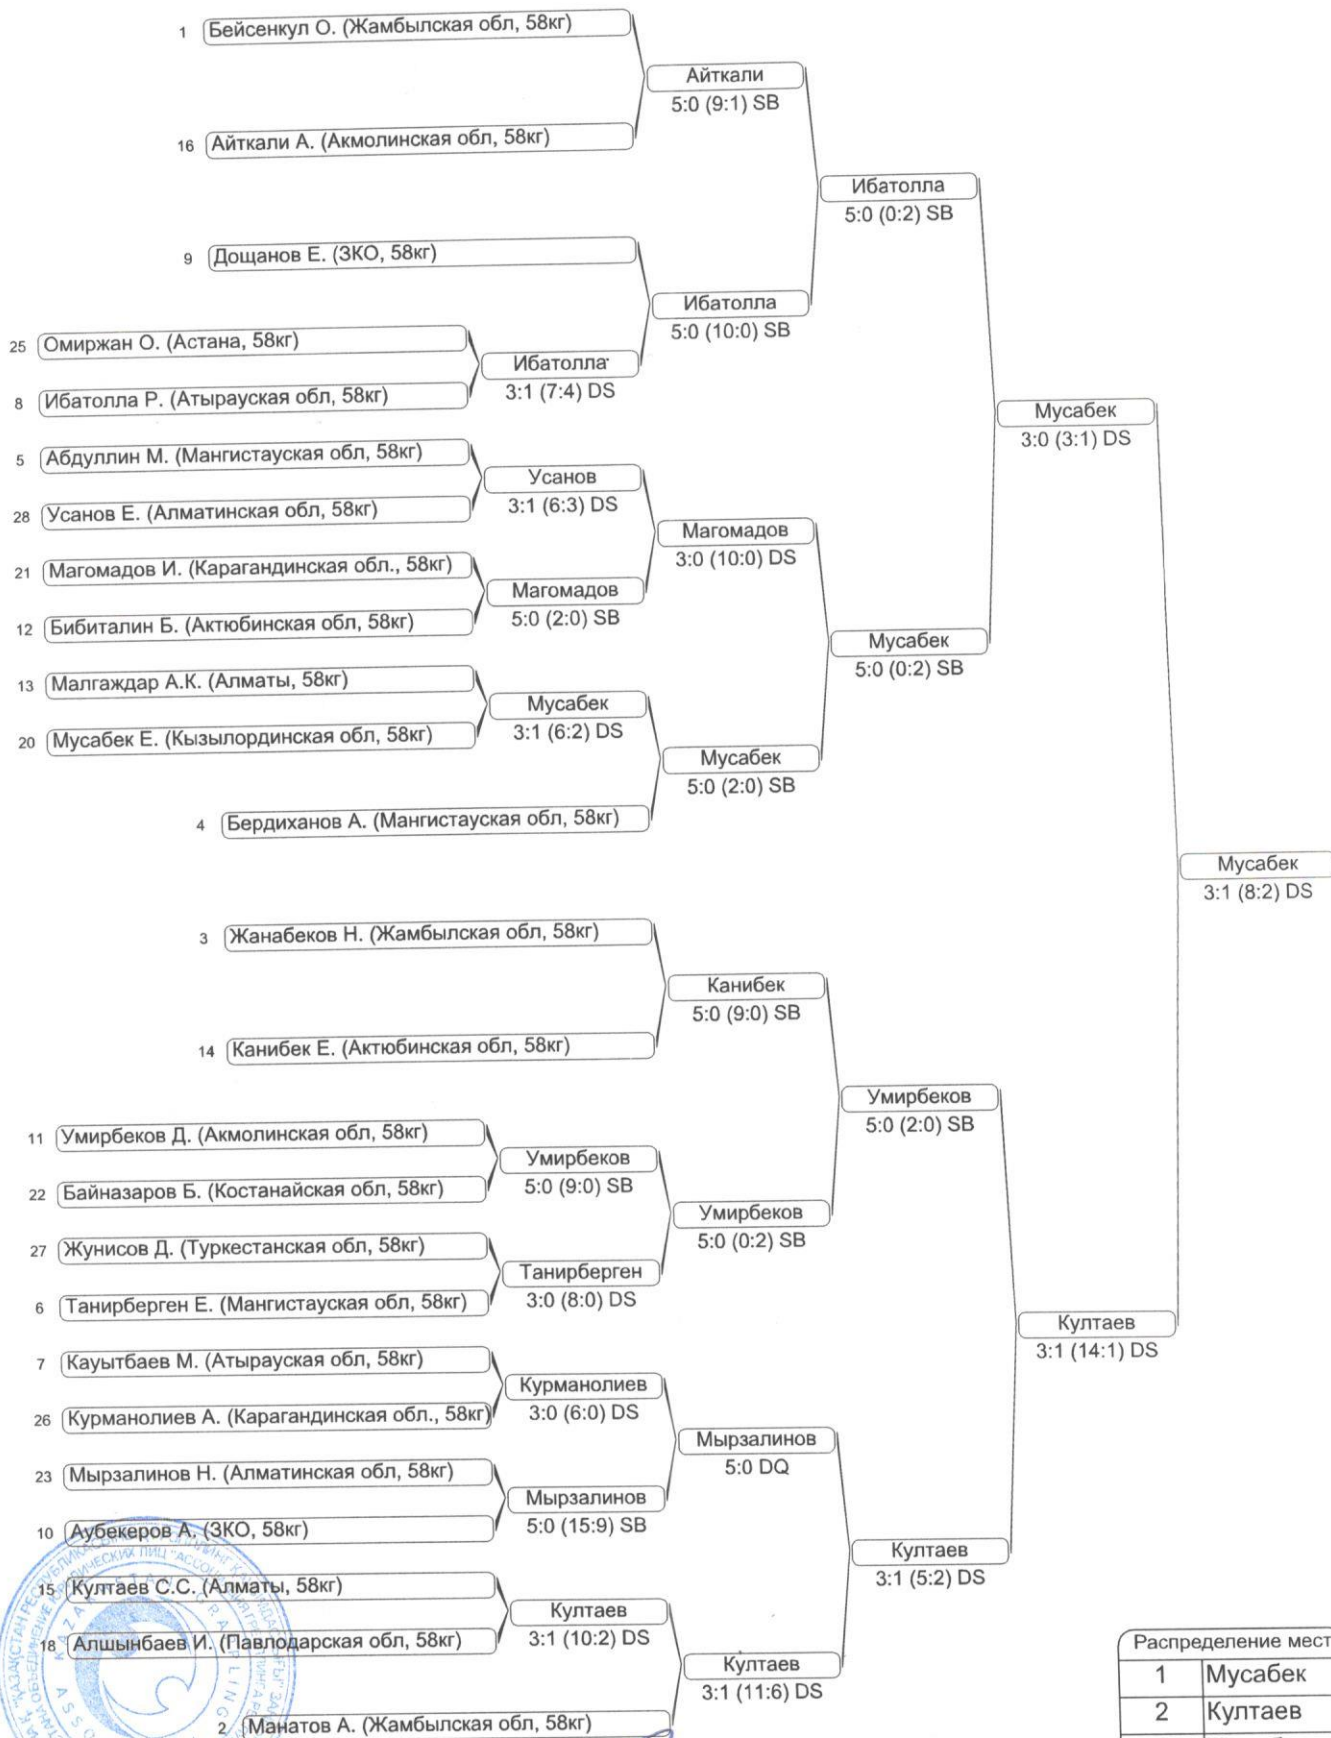 1 Бейсенкул О. (Жамбылская обл, 58кг)
Айткали
5:0 (9:1) SB
16 Айткали А. (Акмолинская обл, 58кг)
Ибатолла
5:0 (0:2) SB
9 Дощанов Е. (ЗКО, 58кг)
Ибатолла
5:0 (10:0) SB
25 Омиржан О. (Астана, 58кг)
Ибатолла
3:1 (7:4) DS
8 Ибатолла Р. (Атырауская обл, 58кг)
Мусабек
3:0 (3:1) DS
5 Абдуллин М. (Мангистауская обл, 58кг)
Усанов
3:1 (6:3) DS
28 Усанов Е. (Алматинская обл, 58кг)
Магомадов
3:0 (10:0) DS
21 Магомадов И. (Карагандинская обл., 58кг)
Магомадов
5:0 (2:0) SB
12 Бибиталин Б. (Актюбинская обл, 58кг)
Мусабек
5:0 (0:2) SB
13 Малгаждар А.К. (Алматы, 58кг)
Мусабек
3:1 (6:2) DS
20 Мусабек Е. (Кызылординская обл, 58кг)
Мусабек
5:0 (2:0) SB
4 Бердиханов А. (Мангистауская обл, 58кг)
Мусабек
3:1 (8:2) DS
3 Жанабеков Н. (Жамбылская обл, 58кг)
Канибек
5:0 (9:0) SB
14 Канибек Е. (Актюбинская обл, 58кг)
Умирбеков
5:0 (2:0) SB
11 Умирбеков Д. (Акмолинская обл, 58кг)
Умирбеков
5:0 (9:0) SB
22 Байназаров Б. (Костанайская обл, 58кг)
Умирбеков
5:0 (0:2) SB
27 Жунисов Д. (Туркестанская обл, 58кг)
Танирберген
3:0 (8:0) DS
6 Танирберген Е. (Мангистауская обл, 58кг)
Култаев
3:1 (14:1) DS
7 Кауытбаев М. (Атырауская обл, 58кг)
Курманолиев
3:0 (6:0) DS
26 Курманолиев А. (Карагандинская обл., 58кг)
Мырзалинов
5:0 DQ
23 Мырзалинов Н. (Алматинская обл, 58кг)
Мырзалинов
5:0 (15:9) SB
10 Аубекеров А. (ЗКО, 58кг)
Култаев
3:1 (5:2) DS
15 Култаев С.С. (Алматы, 58кг)
Култаев
3:1 (10:2) DS
18 Алшынбаев И. (Павлодарская обл, 58кг)
Култаев
3:1 (11:6) DS
2 Манатов А. (Жамбылская обл, 58кг)
Распределение мест
1 Мусабек
2 Култаев